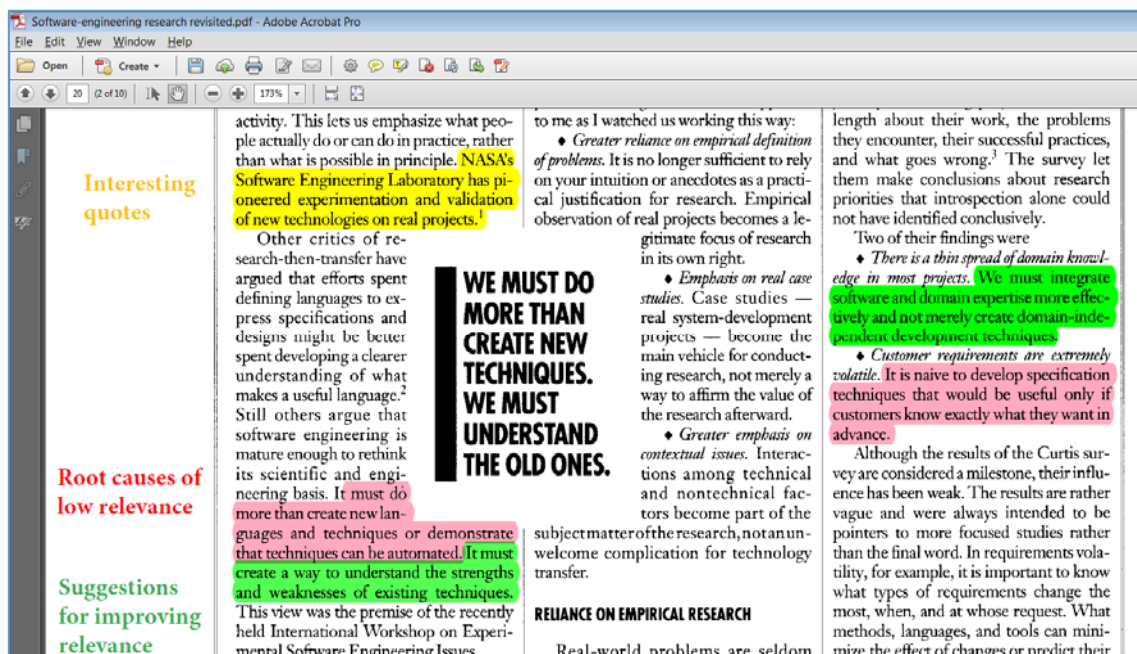 Software-engineering research revisited.pdf - Adobe Acrobat Pro
File Edit View Window Help
Open Create
20 (2 of 10) 173%
Interesting
quotes
Root causes of
low relevance
Suggestions
for improving
relevance
activity. This lets us emphasize what peo-
ple actually do or can do in practice, rather
than what is possible in principle. NASA's
Software Engineering Laboratory has pi-
oneered experimentation and validation
of new technologies on real projects.1
Other critics of re-
search-then-transfer have
argued that efforts spent
defining languages to ex-
press specifications and
designs might be better
spent developing a clearer
understanding of what
makes a useful language.2
Still others argue that
software engineering is
mature enough to rethink
its scientific and engi-
neering basis. It must do
more than create new lan-
guages and techniques or demonstrate
that techniques can be automated. It must
create a way to understand the strengths
and weaknesses of existing techniques.
This view was the premise of the recently
held International Workshop on Experi-
mental Software Engineering Issues
WE MUST DO
MORE THAN
CREATE NEW
TECHNIQUES.
WE MUST
UNDERSTAND
THE OLD ONES.
to me as I watched us working this way:
♦ Greater reliance on empirical definition
of problems. It is no longer sufficient to rely
on your intuition or anecdotes as a practi-
cal justification for research. Empirical
observation of real projects becomes a le-
gitimate focus of research
in its own right.
♦ Emphasis on real case
studies. Case studies —
real system-development
projects — become the
main vehicle for conduct-
ing research, not merely a
way to affirm the value of
the research afterward.
♦ Greater emphasis on
contextual issues. Interac-
tions among technical
and nontechnical fac-
tors become part of the
subject matter of the research, not an un-
welcome complication for technology
transfer.
RELIANCE ON EMPIRICAL RESEARCH
Real-world problems are seldom
length about their work, the problems
they encounter, their successful practices,
and what goes wrong.3 The survey let
them make conclusions about research
priorities that introspection alone could
not have identified conclusively.
Two of their findings were
♦ There is a thin spread of domain knowl-
edge in most projects. We must integrate
software and domain expertise more effec-
tively and not merely create domain-inde-
pendent development techniques.
♦ Customer requirements are extremely
volatile. It is naive to develop specification
techniques that would be useful only if
customers know exactly what they want in
advance.
Although the results of the Curtis sur-
vey are considered a milestone, their influ-
ence has been weak. The results are rather
vague and were always intended to be
pointers to more focused studies rather
than the final word. In requirements vola-
tility, for example, it is important to know
what types of requirements change the
most, when, and at whose request. What
methods, languages, and tools can mini-
mize the effect of changes or predict their